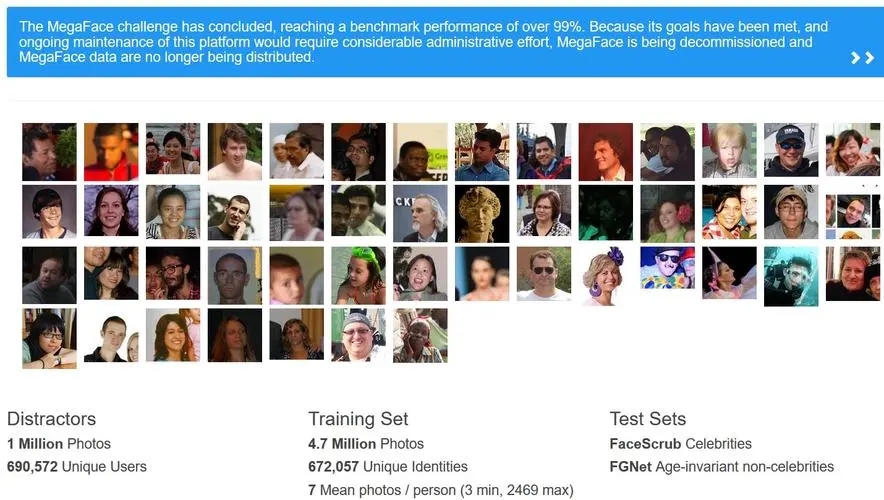 The MegaFace challenge has concluded, reaching a benchmark performance of over 99%. Because its goals have been met, and
ongoing maintenance of this platform would require considerable administrative effort, MegaFace is being decommissioned and
MegaFace data are no longer being distributed.
Distractors
1 Million Photos
690,572 Unique Users
Training Set
4.7 Million Photos
672,057 Unique Identities
7 Mean photos / person (3 min, 2469 max)
Test Sets
FaceScrub Celebrities
FGNet Age-invariant non-celebrities